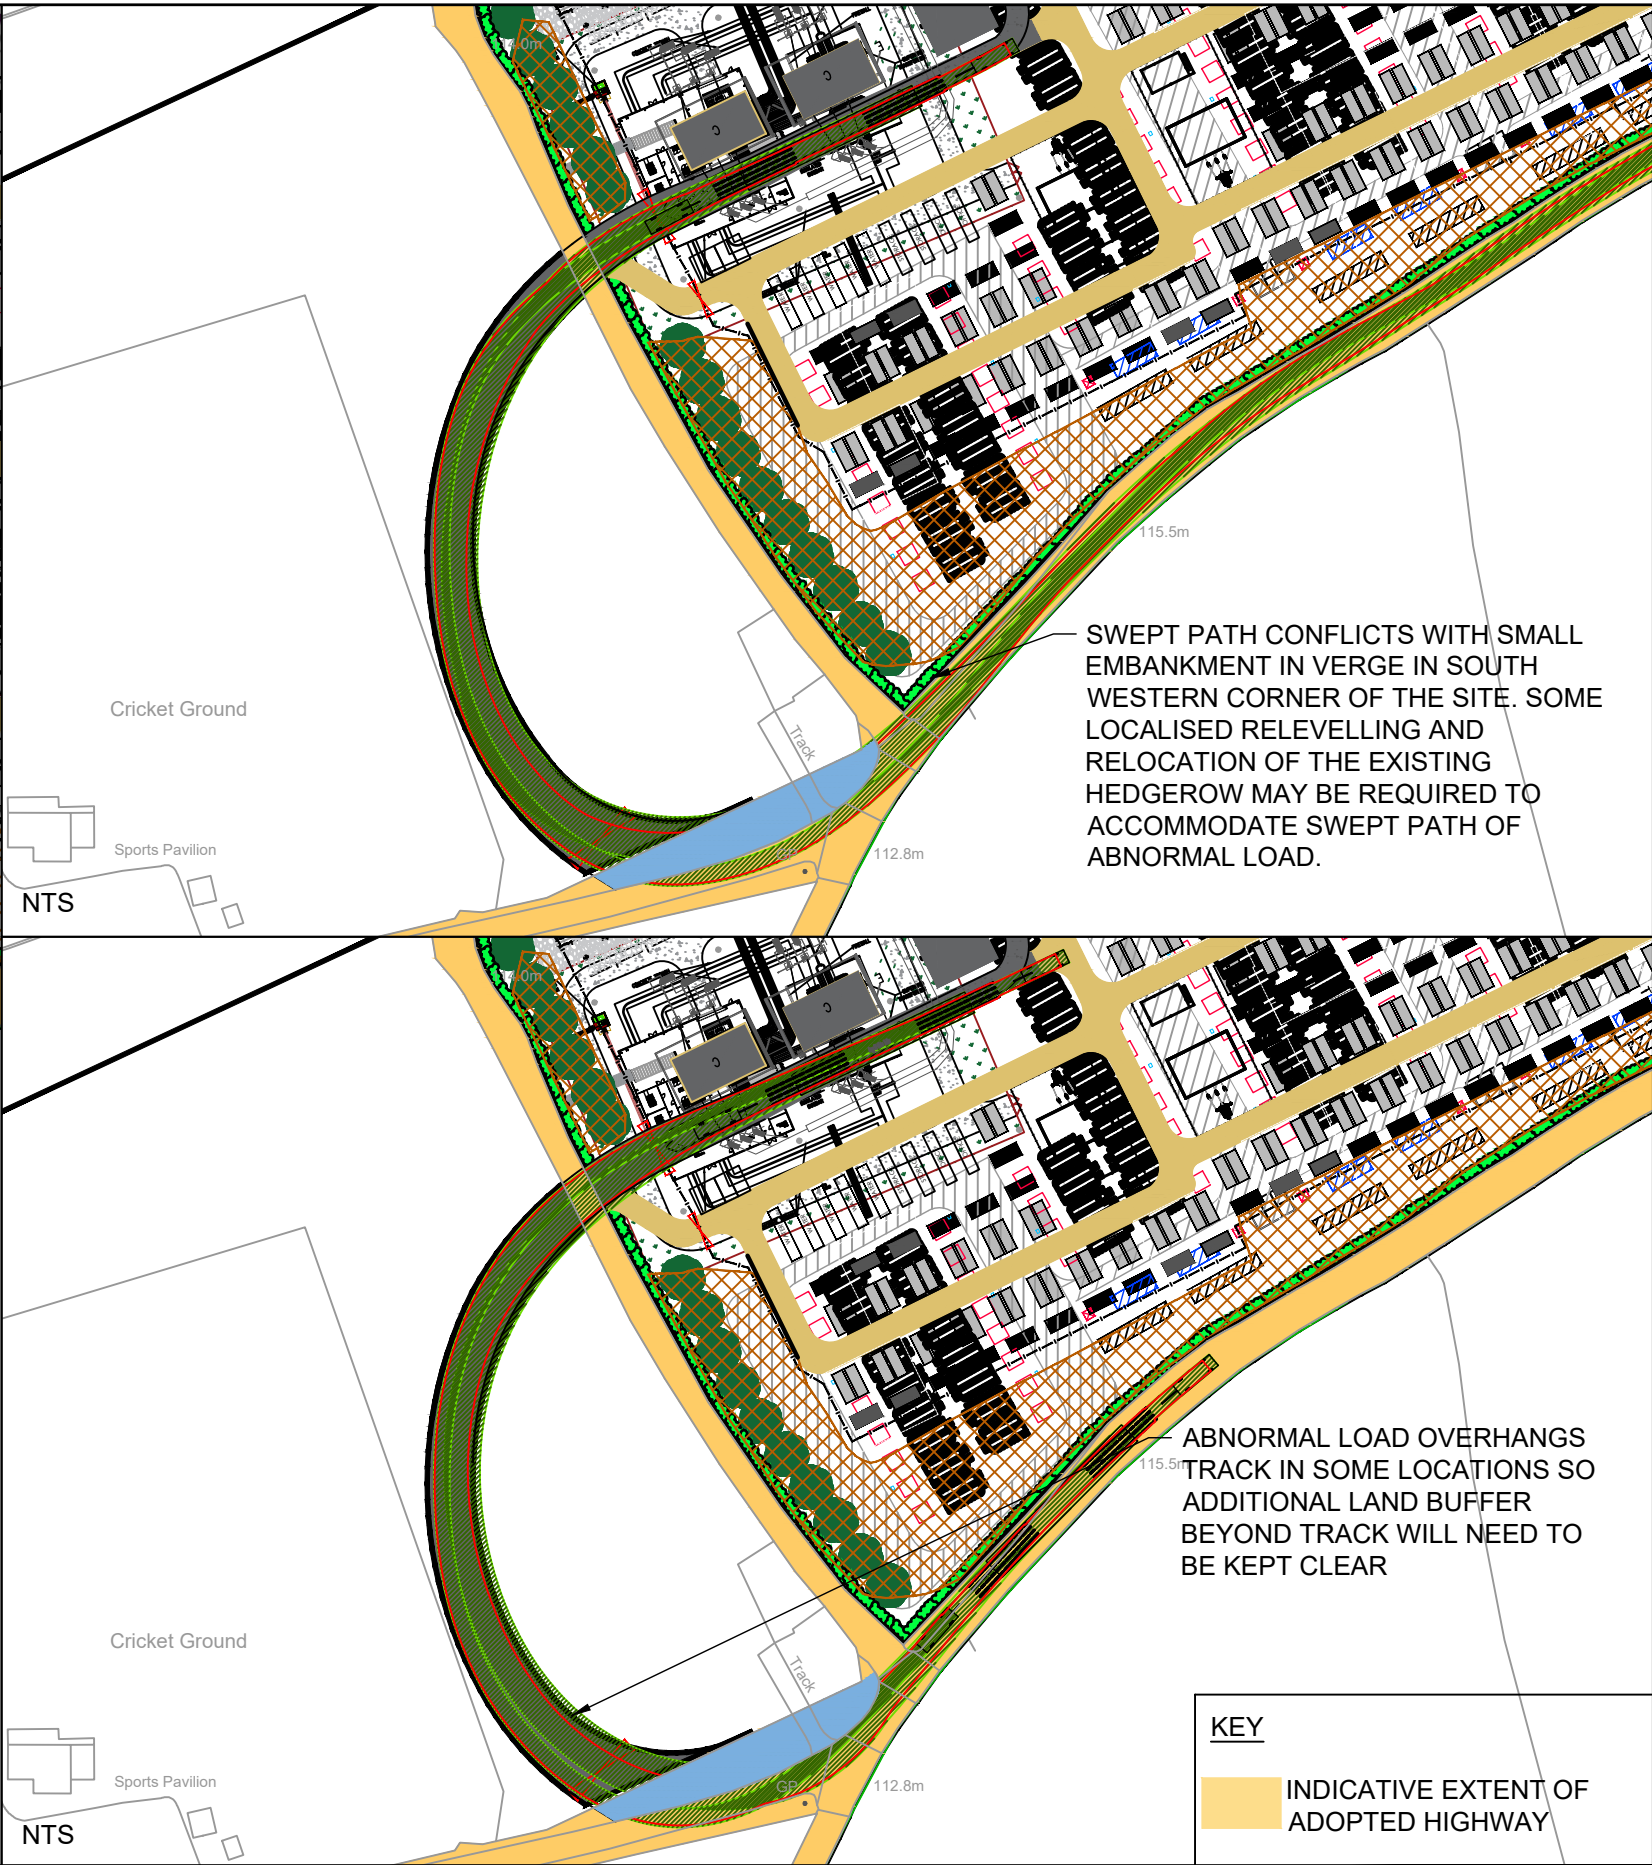 C
C
115.5m
SWEPT PATH CONFLICTS WITH SMALL
EMBANKMENT IN VERGE IN SOUTH
WESTERN CORNER OF THE SITE. SOME
LOCALISED RELEVELLING AND
RELOCATION OF THE EXISTING
HEDGEROW MAY BE REQUIRED TO
ACCOMMODATE SWEPT PATH OF
ABNORMAL LOAD.
Cricket Ground
Track
Sports Pavilion
112.8m
NTS
C
C
ABNORMAL LOAD OVERHANGS
TRACK IN SOME LOCATIONS SO
ADDITIONAL LAND BUFFER
BEYOND TRACK WILL NEED TO
BE KEPT CLEAR
115.5m
Cricket Ground
Track
Sports Pavilion
GP
112.8m
NTS
KEY
INDICATIVE EXTENT OF
ADOPTED HIGHWAY